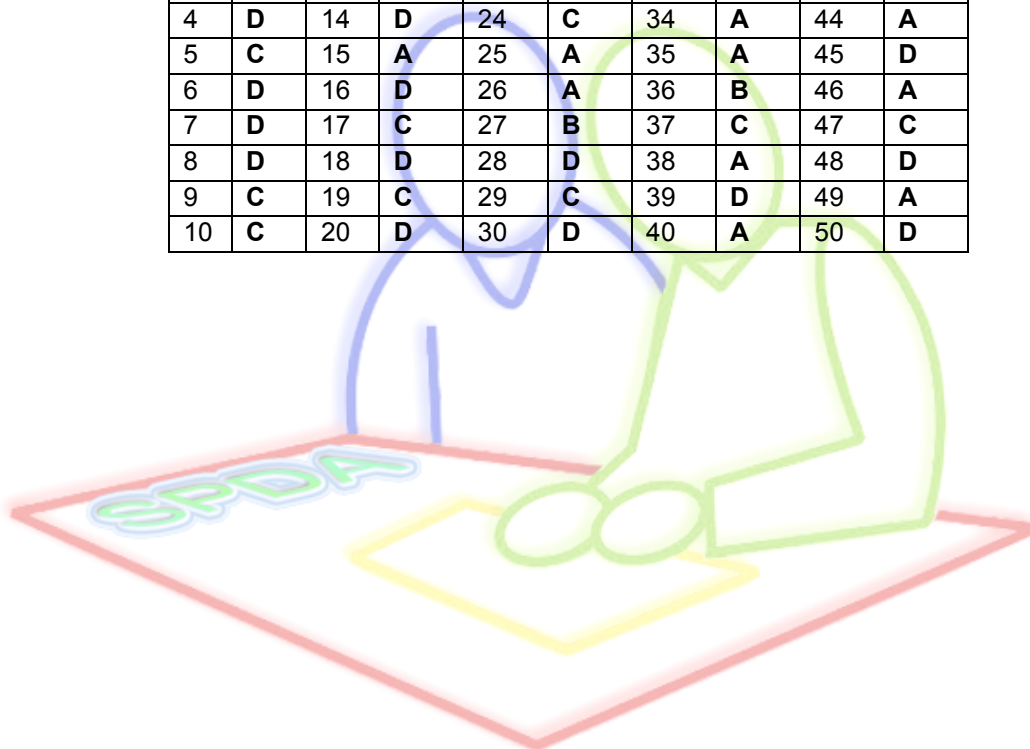 4 D 14 D 24 C 34 A 44 A
5 C 15 A 25 A 35 A 45 D
6 D 16 D 26 A 36 B 46 A
7 D 17 C 27 B 37 C 47 C
8 D 18 D 28 D 38 A 48 D
9 C 19 C 29 C 39 D 49 A
10 C 20 D 30 D 40 A 50 D
SPDA